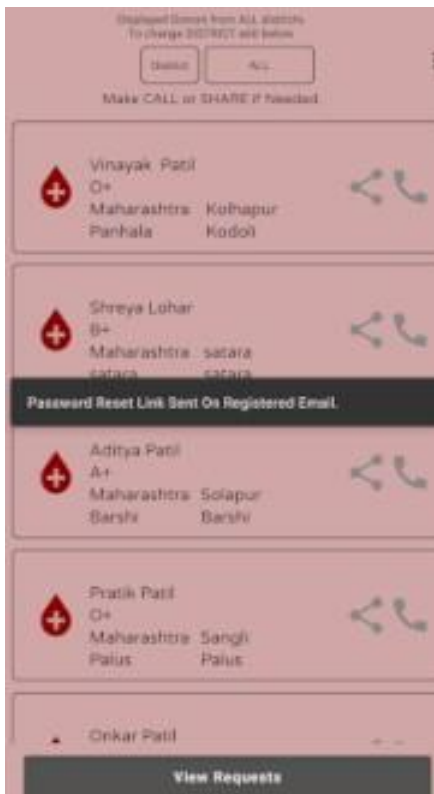 Displayed Donors from ALL districts.
To change DISTRICT edit below
District ALL
Make CALL or SHARE if Needed
Vinayak Patil
O+
Maharashtra Kolhapur
Panhala Kodoli
Shreya Lohar
B+
Maharashtra satara
satara satara
Password Reset Link Sent On Registered Email.
Aditya Patil
A+
Maharashtra Solapur
Barshi Barshi
Pratik Patil
O+
Maharashtra Sangli
Palus Palus
Onkar Patil
View Requests